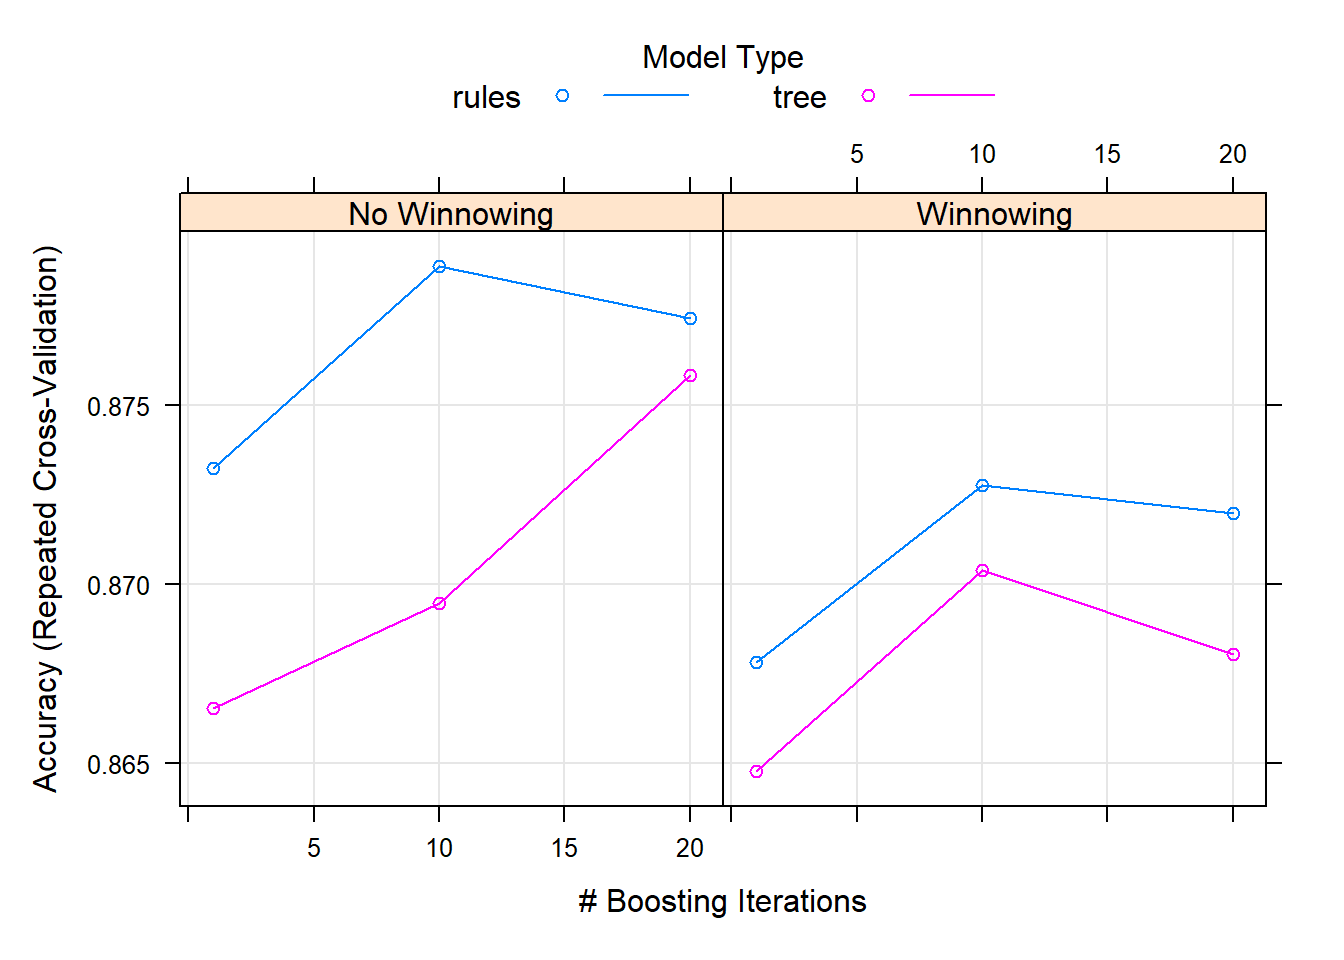 Model Type
rules tree
5 10 15 20
No Winnowing Winnowing
Accuracy (Repeated Cross-Validation)
0.875
0.870
0.865
5 10 15 20
# Boosting Iterations